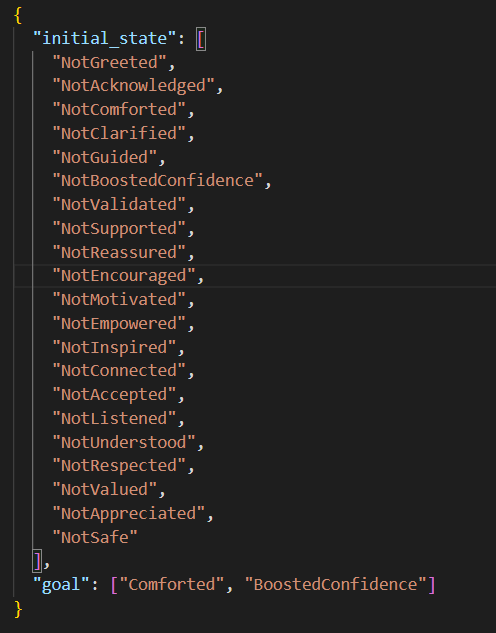 {
"initial_state": [
"NotGreeted",
"NotAcknowledged",
"NotComforted",
"NotClarified",
"NotGuided",
"NotBoostedConfidence",
"NotValidated",
"NotSupported",
"NotReassured",
"NotEncouraged",
"NotMotivated",
"NotEmpowered",
"NotInspired",
"NotConnected",
"NotAccepted",
"NotListened",
"NotUnderstood",
"NotRespected",
"NotValued",
"NotAppreciated",
"NotSafe"
],
"goal": ["Comforted", "BoostedConfidence"]
}